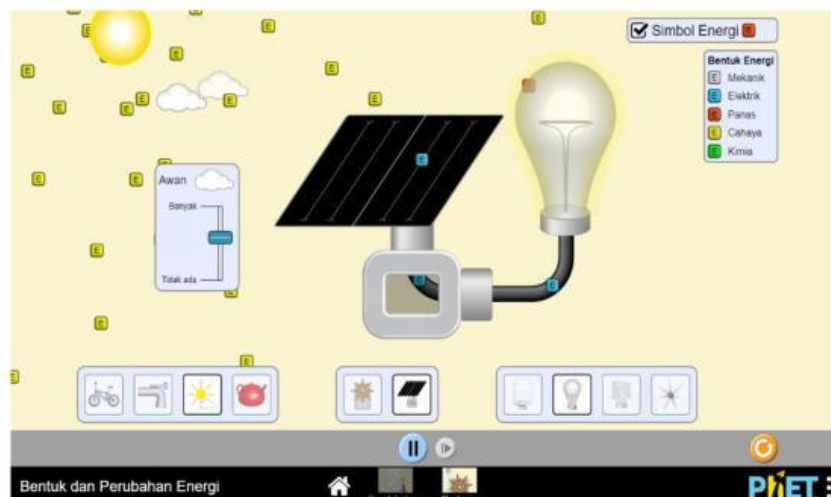 Simbol Energi E
Bentuk Energi
E Mekanik
E Elektrik
E Panas
E Cahaya
E Kimia
Awan
Banyak
Tidak ada
Bentuk dan Perubahan Energi
PhET